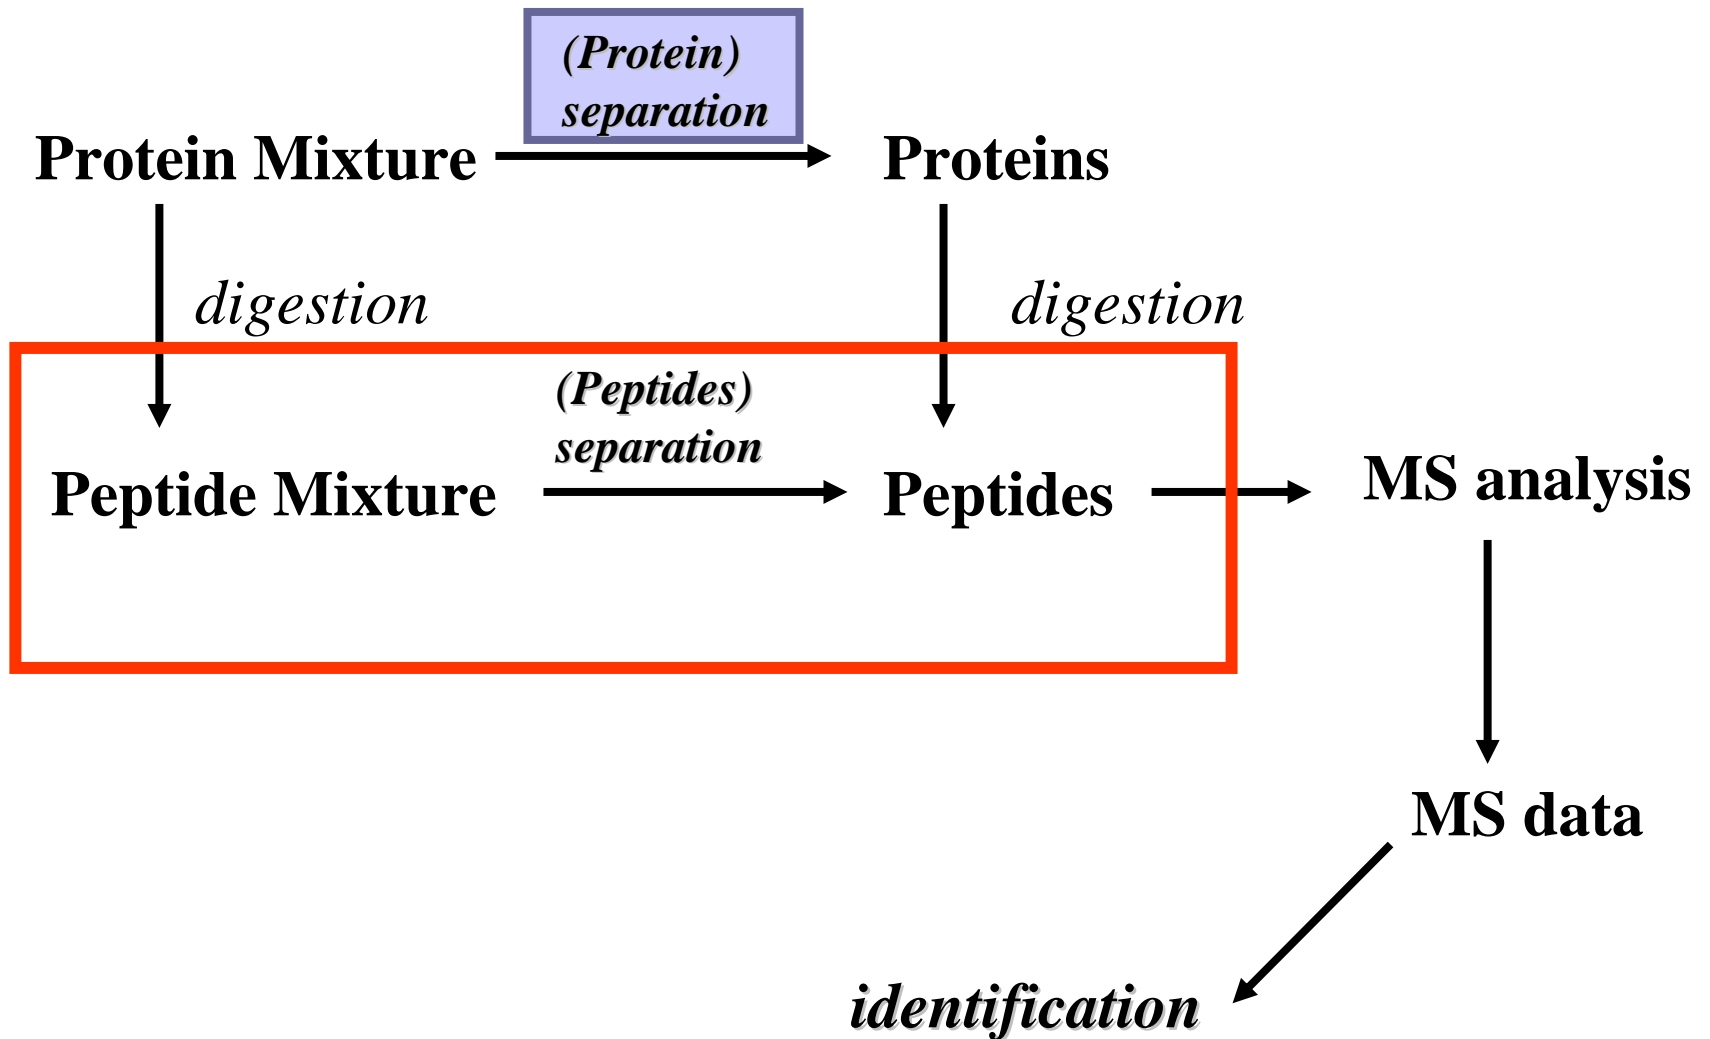 (Protein)
separation
Protein Mixture
Proteins
digestion
digestion
(Peptides)
separation
Peptide Mixture
Peptides
MS analysis
MS data
identification